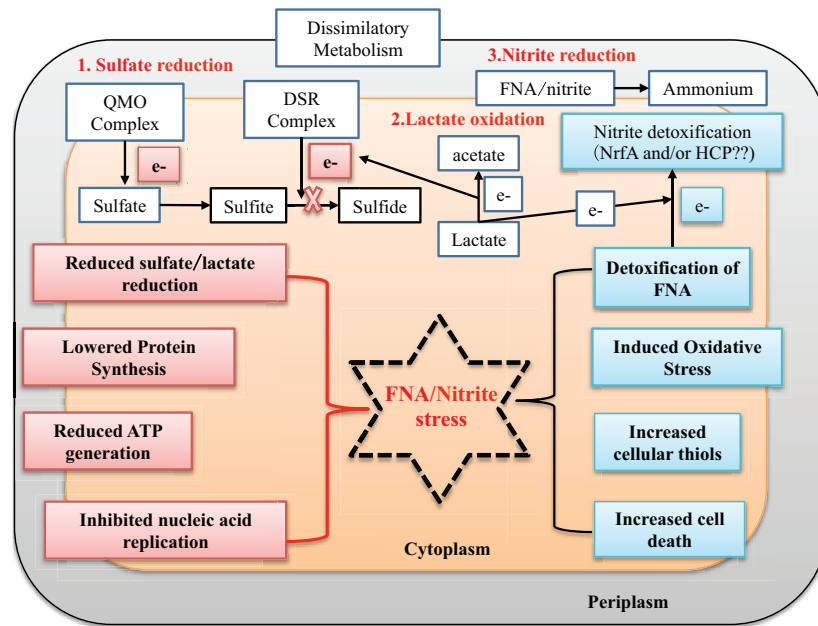 Dissimilatory
Metabolism
1. Sulfate reduction
3.Nitrite reduction
QMO
Complex
DSR
Complex
FNA/nitrite
Ammonium
2.Lactate oxidation
Nitrite detoxification
(NrfA and/or HCP??)
e-
e-
acetate
e-
e-
e-
Sulfate
Sulfite
X
Sulfide
Lactate
Reduced sulfate/lactate
reduction
Detoxification of
FNA
Lowered Protein
Synthesis
Induced Oxidative
Stress
FNA/Nitrite
stress
Reduced ATP
generation
Increased
cellular thiols
Inhibited nucleic acid
replication
Increased cell
death
Cytoplasm
Periplasm